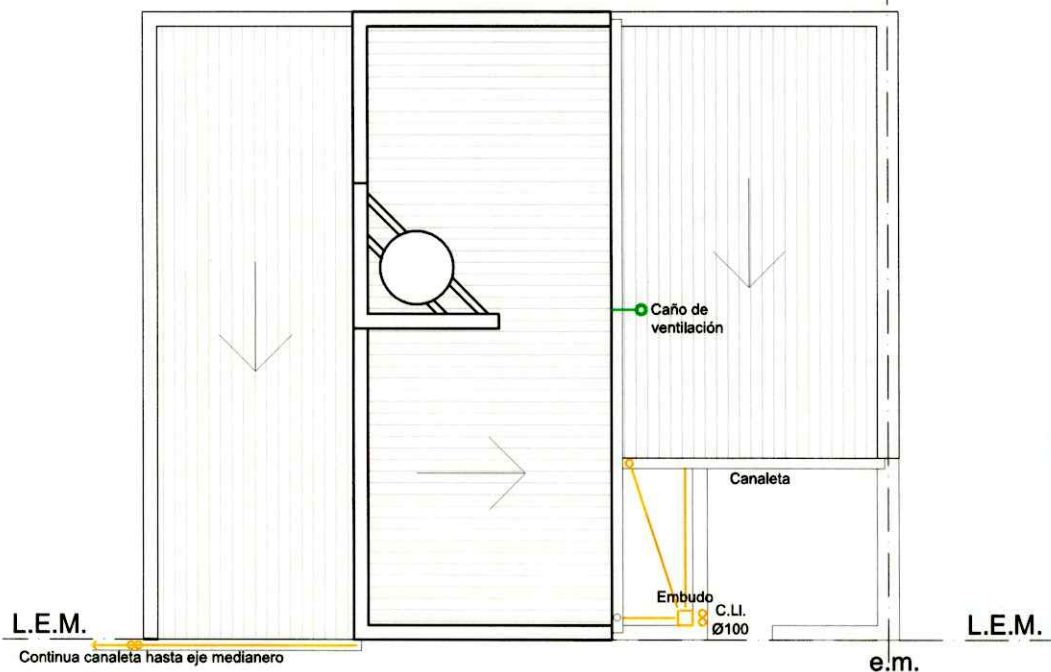 Caño de
ventilación
Canaleta
Embudo
C.Ll.
Ø100
L.E.M.
L.E.M.
Continua canaleta hasta eje medianero
e.m.